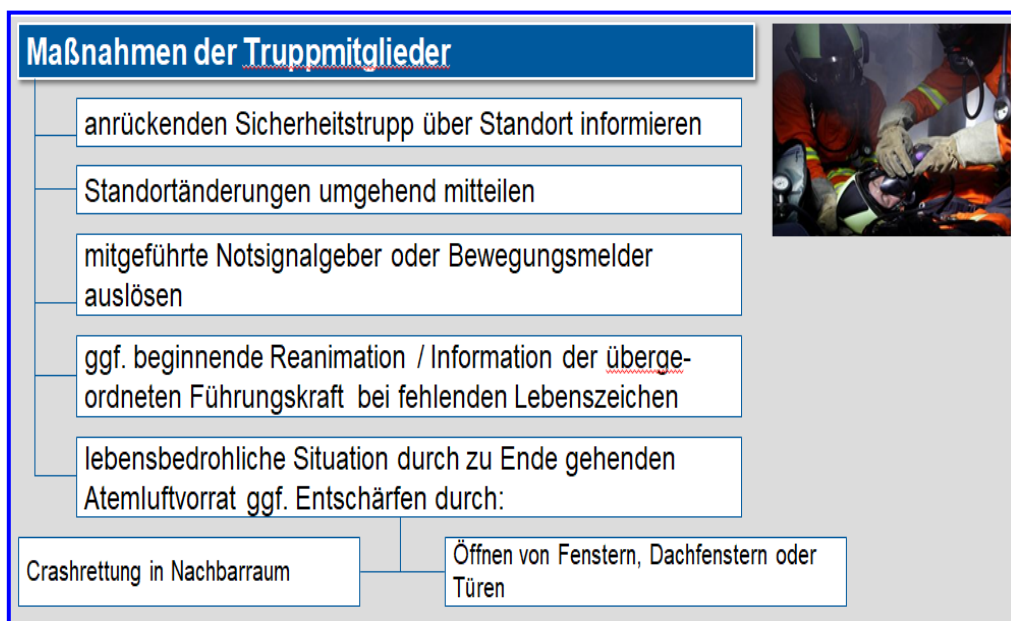 Maßnahmen der Truppmitglieder
anrückenden Sicherheitstrupp über Standort informieren
Standortänderungen umgehend mitteilen
mitgeführte Notsignalgeber oder Bewegungsmelder
auslösen
ggf. beginnende Reanimation / Information der überge-
ordneten Führungskraft bei fehlenden Lebenszeichen
lebensbedrohliche Situation durch zu Ende gehenden
Atemluftvorrat ggf. Entschärfen durch:
Crashrettung in Nachbarraum
Öffnen von Fenstern, Dachfenstern oder
Türen